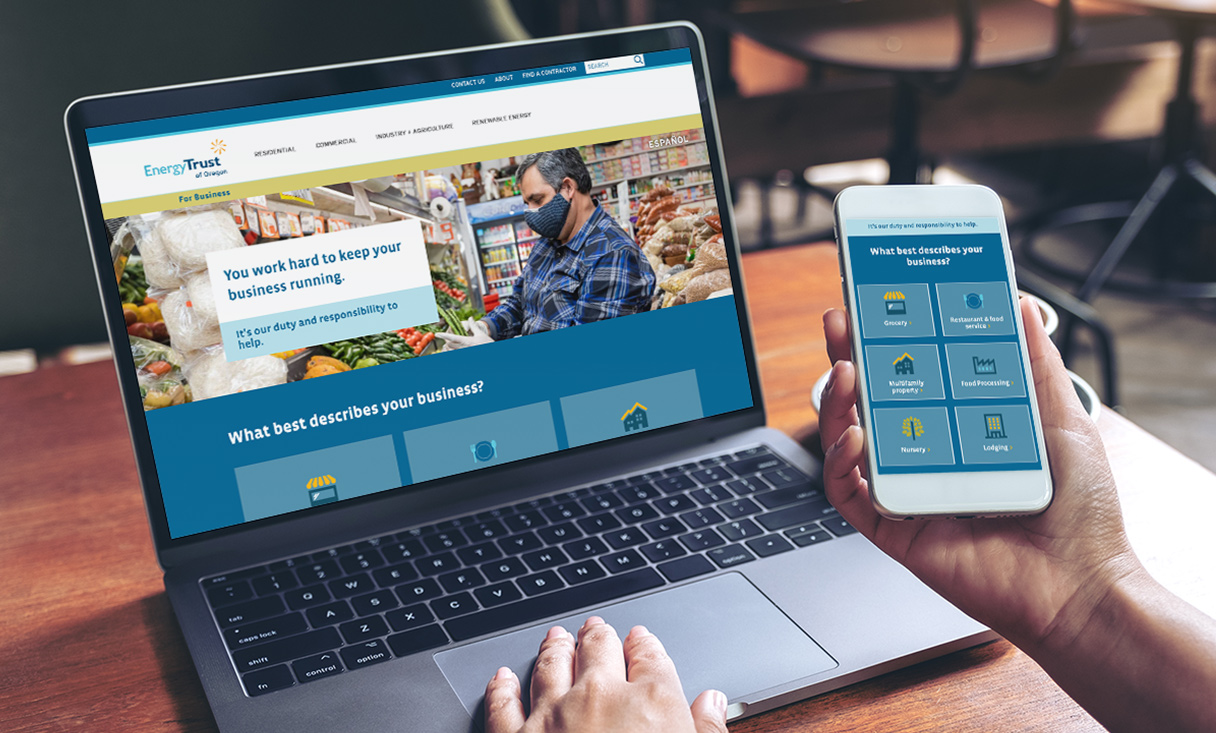 CONTACT US ABOUT FIND A CONTRACTOR SEARCH
EnergyTrust
of Oregon
RESIDENTIAL COMMERCIAL INDUSTRY + AGRICULTURE RENEWABLE ENERGY
For Business
ESPAÑOL
You work hard to keep your
business running.
It's our duty and responsibility to
help.
What best describes your business?
It's our duty and responsibility to help.
What best describes your
business?
Grocery ›
Restaurant & food
service ›
Multifamily
property ›
Food Processing ›
Nursery ›
Lodging ›
tab
caps lock
shift
fn
control
option
option
Q W E R T Y U I O P
A S D F G H J K L
Z X C V B N M